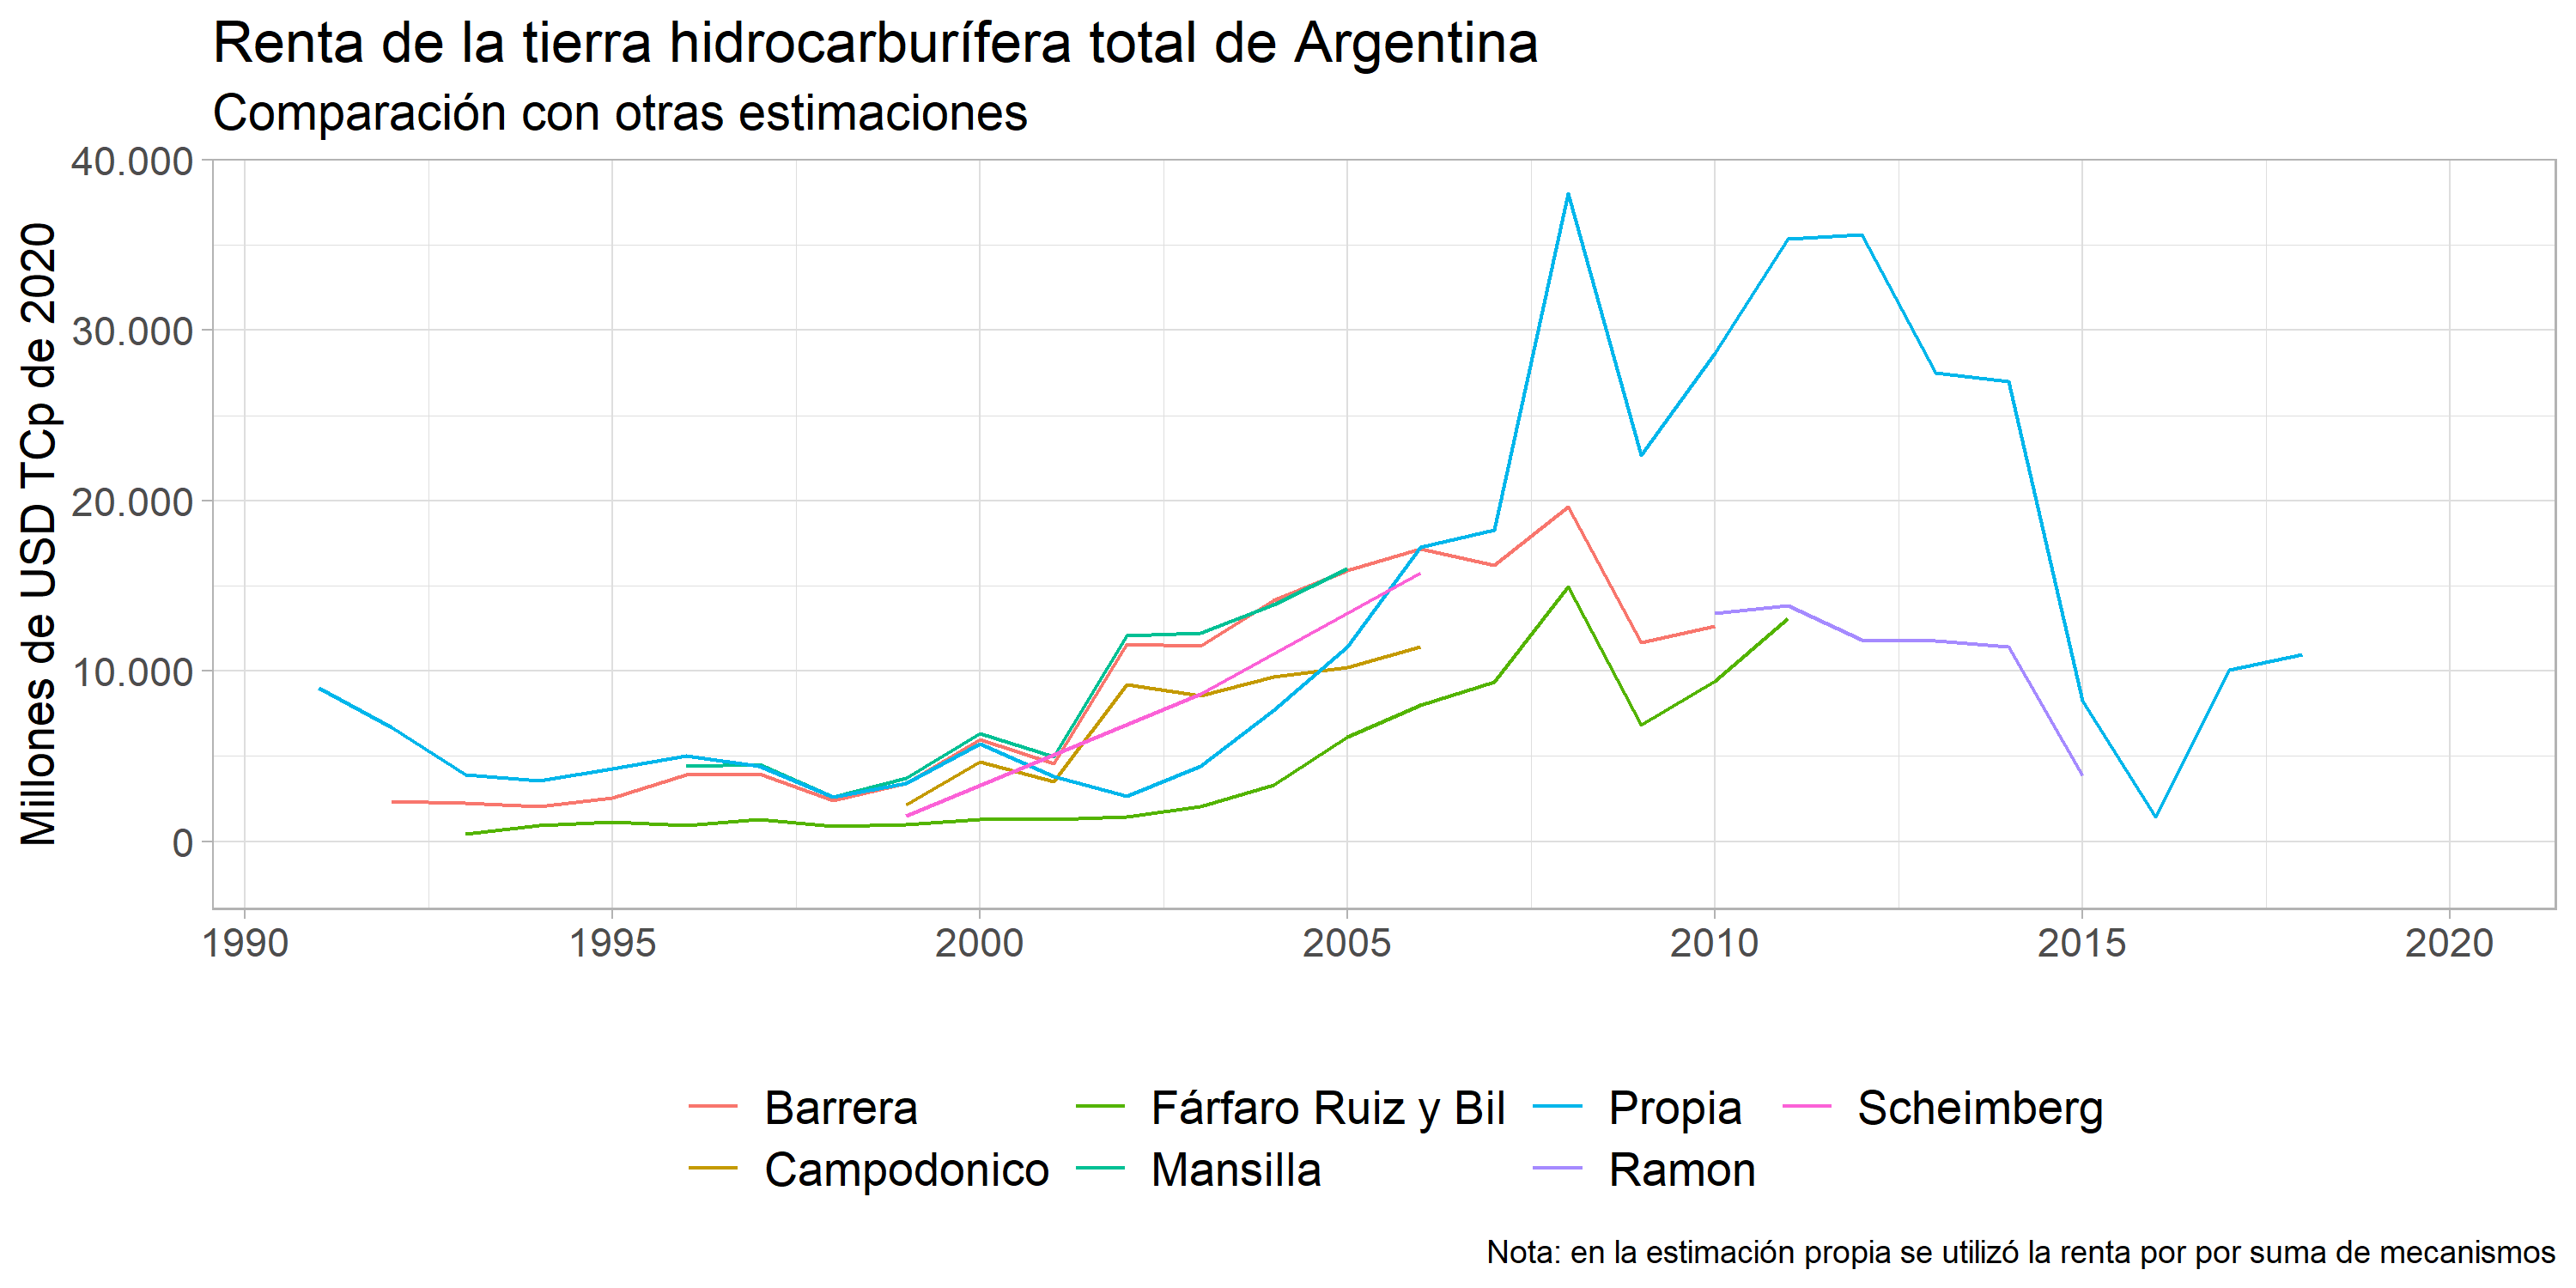 Renta de la tierra hidrocarburífera total de Argentina
Comparación con otras estimaciones
Millones de USD TCp de 2020
40.000
30.000
20.000
10.000
0
1990 1995 2000 2005 2010 2015 2020
Barrera Fárfaro Ruiz y Bil Propia Scheimberg
Campodonico Mansilla Ramon
Nota: en la estimación propia se utilizó la renta por por suma de mecanismos